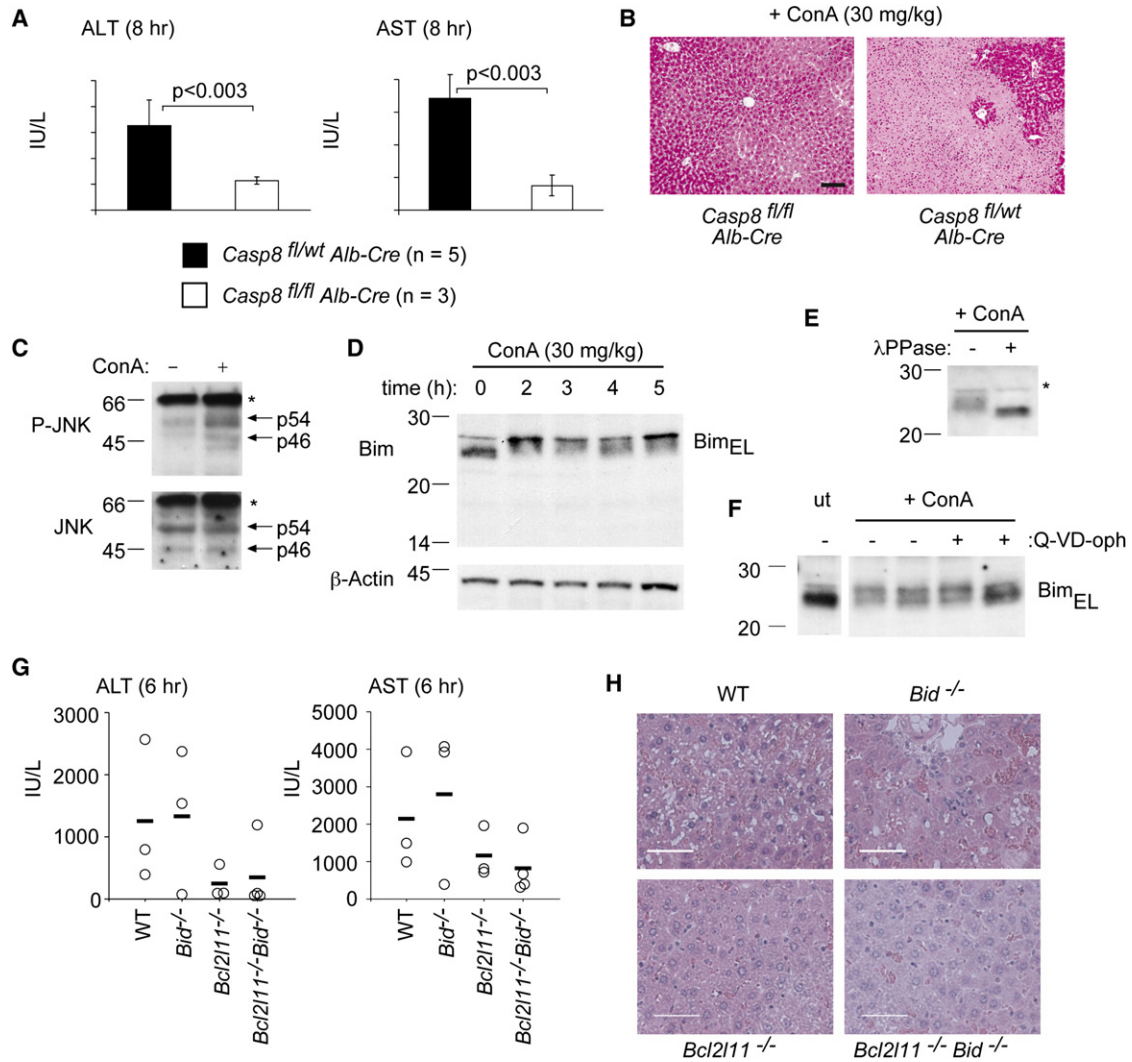 A
ALT (8 hr)
IU/L
p<0.003
AST (8 hr)
IU/L
p<0.003
Casp8 fl/wt Alb-Cre (n = 5)
Casp8 fl/fl Alb-Cre (n = 3)
B
+ ConA (30 mg/kg)
Casp8 fl/fl
Alb-Cre
Casp8 fl/wt
Alb-Cre
C
ConA: – +
P-JNK
66
45
*
p54
p46
JNK
66
45
*
p54
p46
D
ConA (30 mg/kg)
time (h): 0 2 3 4 5
Bim
30
20
14
BimEL
β-Actin
45
E
+ ConA
λPPase: - +
30
20
*
F
ut
+ ConA
- - - + + :Q-VD-oph
30
20
BimEL
G
ALT (6 hr)
IU/L
3000
2000
1000
0
WT
Bid-/-
Bcl2l11-/-
Bcl2l11-/-Bid-/-
AST (6 hr)
IU/L
5000
4000
3000
2000
1000
0
WT
Bid-/-
Bcl2l11-/-
Bcl2l11-/-Bid-/-
H
WT
Bid -/-
Bcl2l11 -/-
Bcl2l11 -/- Bid -/-